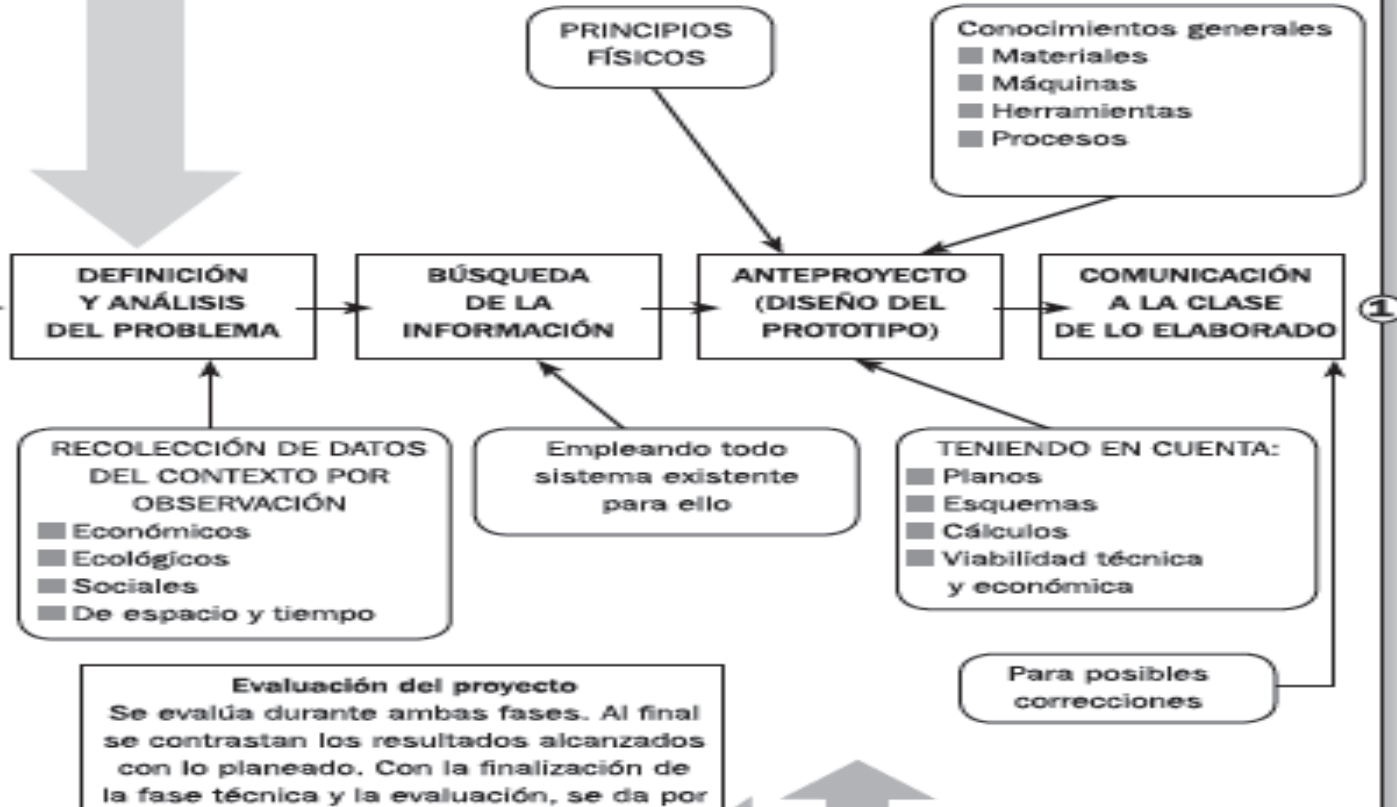 PRINCIPIOS
FÍSICOS
Conocimientos generales
Materiales
Máquinas
Herramientas
Procesos
DEFINICIÓN
Y ANÁLISIS
DEL PROBLEMA
BÚSQUEDA
DE LA
INFORMACIÓN
ANTEPROYECTO
(DISEÑO DEL
PROTOTIPO)
COMUNICACIÓN
A LA CLASE
DE LO ELABORADO
1
RECOLECCIÓN DE DATOS
DEL CONTEXTO POR
OBSERVACIÓN
Económicos
Ecológicos
Sociales
De espacio y tiempo
Empleando todo
sistema existente
para ello
TENIENDO EN CUENTA:
Planos
Esquemas
Cálculos
Viabilidad técnica
y económica
Para posibles
correcciones
Evaluación del proyecto
Se evalúa durante ambas fases. Al final
se contrastan los resultados alcanzados
con lo planeado. Con la finalización de
la fase técnica y la evaluación, se da por